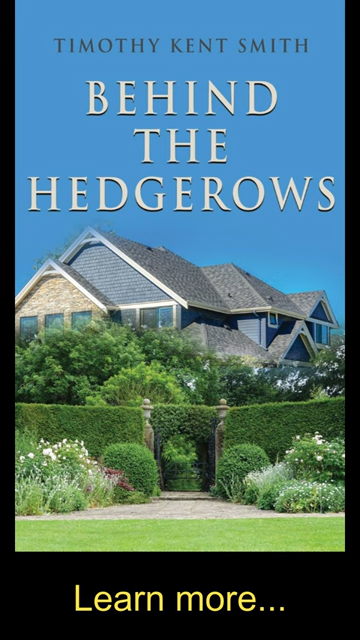 TIMOTHY KENT SMITH
BEHIND
THE
HEDGEROWS
Learn more...